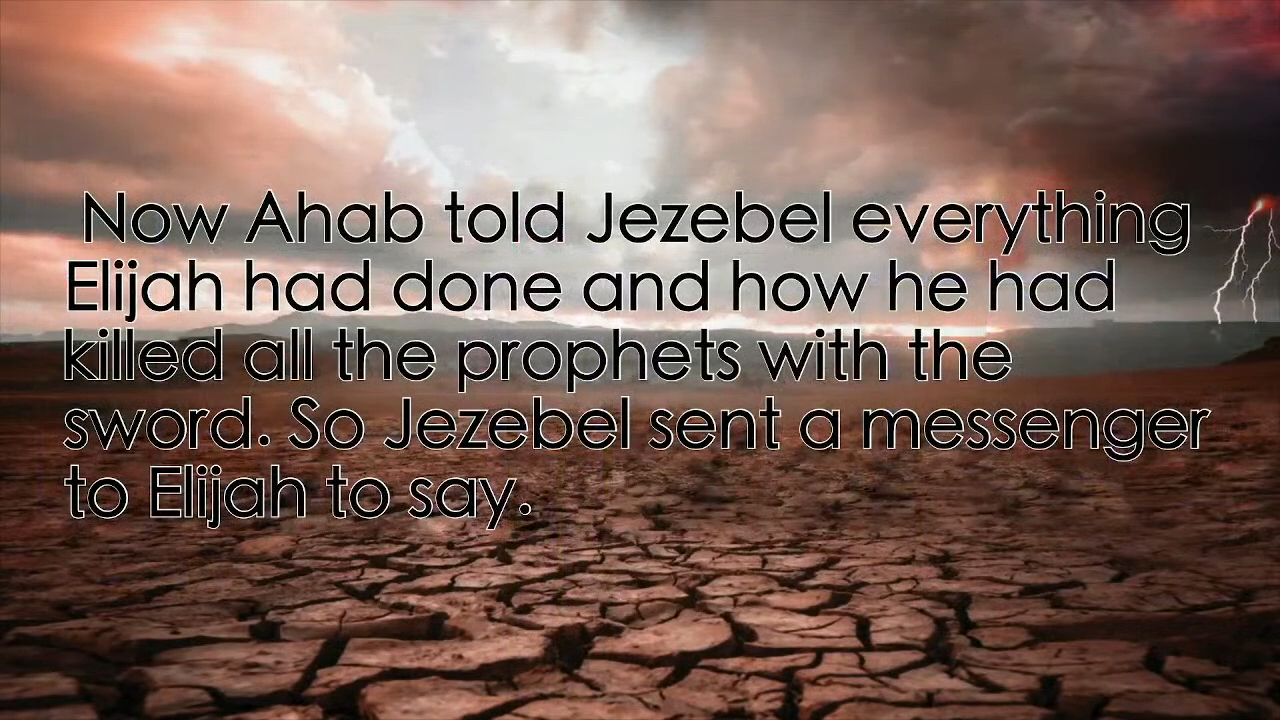 Now Ahab told Jezebel everything
Elijah had done and how he had
killed all the prophets with the
sword. So Jezebel sent a messenger
to Elijah to say.